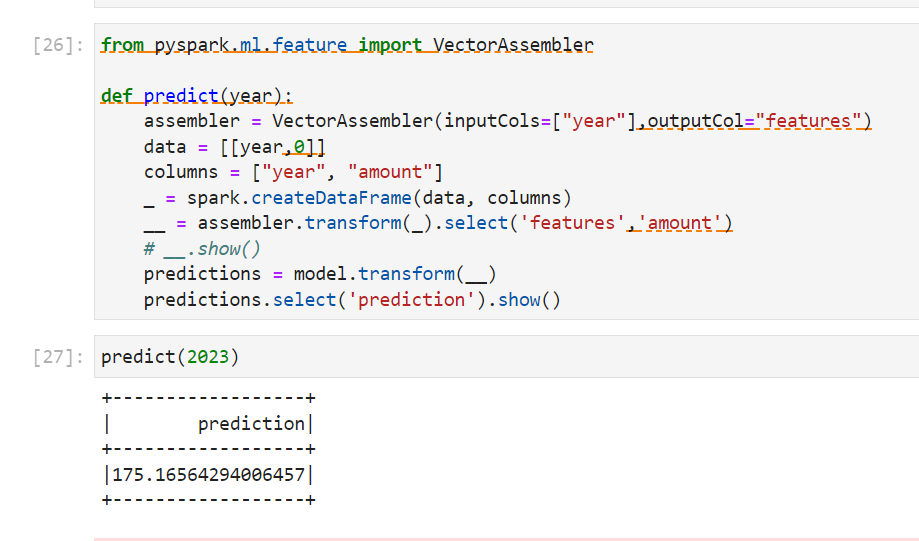 [26]:
from pyspark.ml.feature import VectorAssembler
def predict(year):
assembler = VectorAssembler(inputCols=["year"],outputCol="features")
data = [[year,0]]
columns = ["year", "amount"]
_ = spark.createDataFrame(data, columns)
__ = assembler.transform(_).select('features','amount')
# __.show()
predictions = model.transform(__)
predictions.select('prediction').show()
[27]:
predict(2023)
+------------------+
|        prediction|
+------------------+
|175.16564294006457|
+------------------+